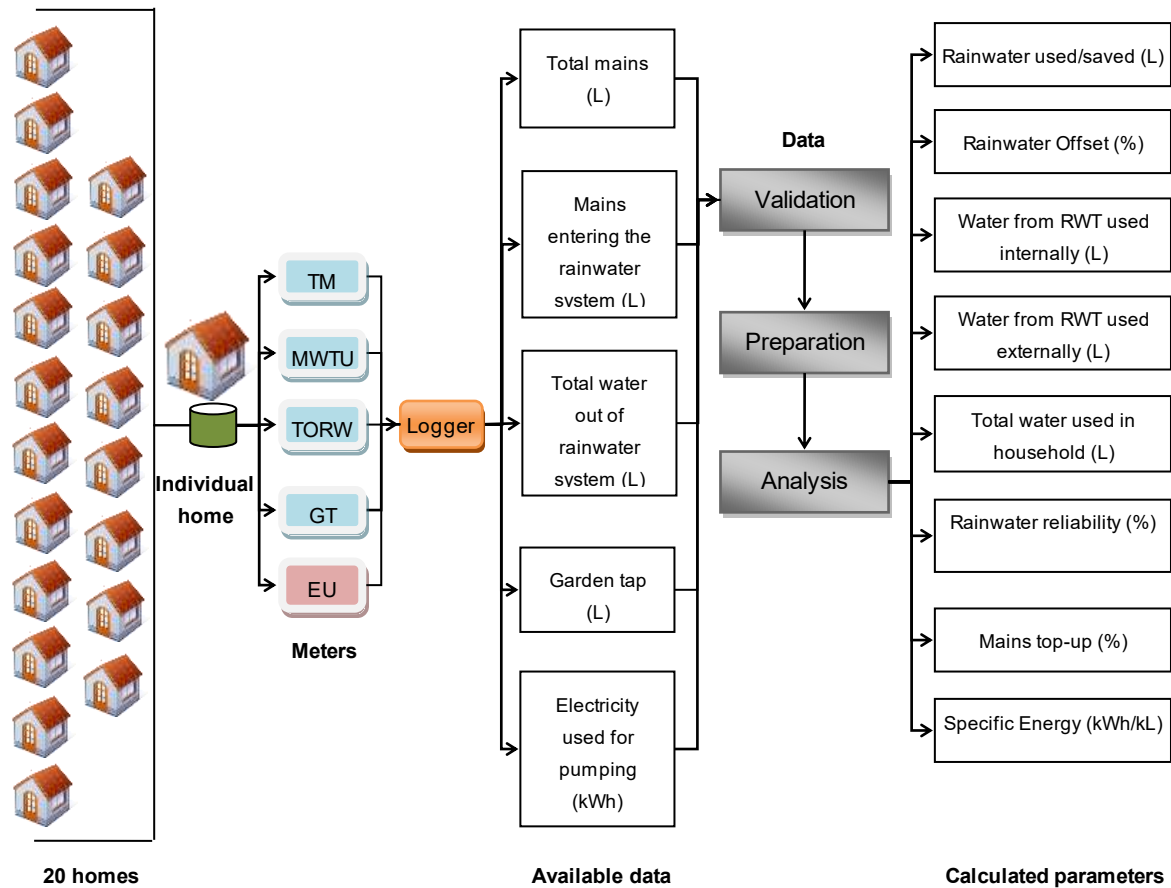 20 homes
Individual
home
TM
MWTU
TORW
GT
EU
Meters
Logger
Total mains
(L)
Mains
entering the
rainwater
system (L)
Total water
out of
rainwater
system (L)
Garden tap
(L)
Electricity
used for
pumping
(kWh)
Available data
Data
Validation
Preparation
Analysis
Rainwater used/saved (L)
Rainwater Offset (%)
Water from RWT used
internally (L)
Water from RWT used
externally (L)
Total water used in
household (L)
Rainwater reliability (%)
Mains top-up (%)
Specific Energy (kWh/kL)
Calculated parameters